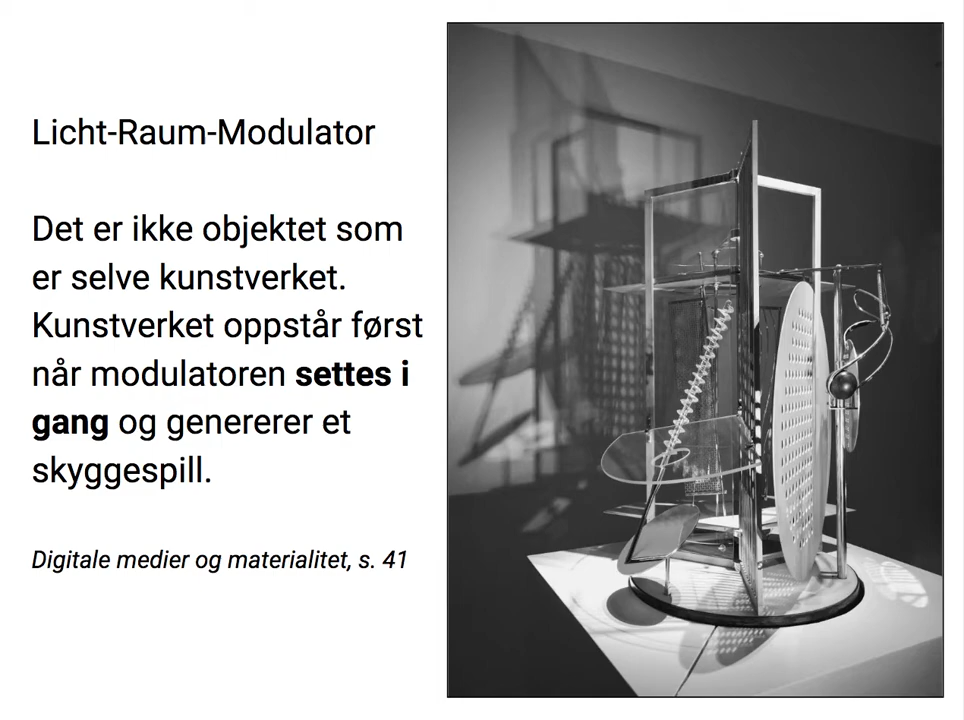 Licht-Raum-Modulator
Det er ikke objektet som
er selve kunstverket.
Kunstverket oppstår først
når modulatoren settes i
gang og genererer et
skyggespill.
Digitale medier og materialitet, s. 41